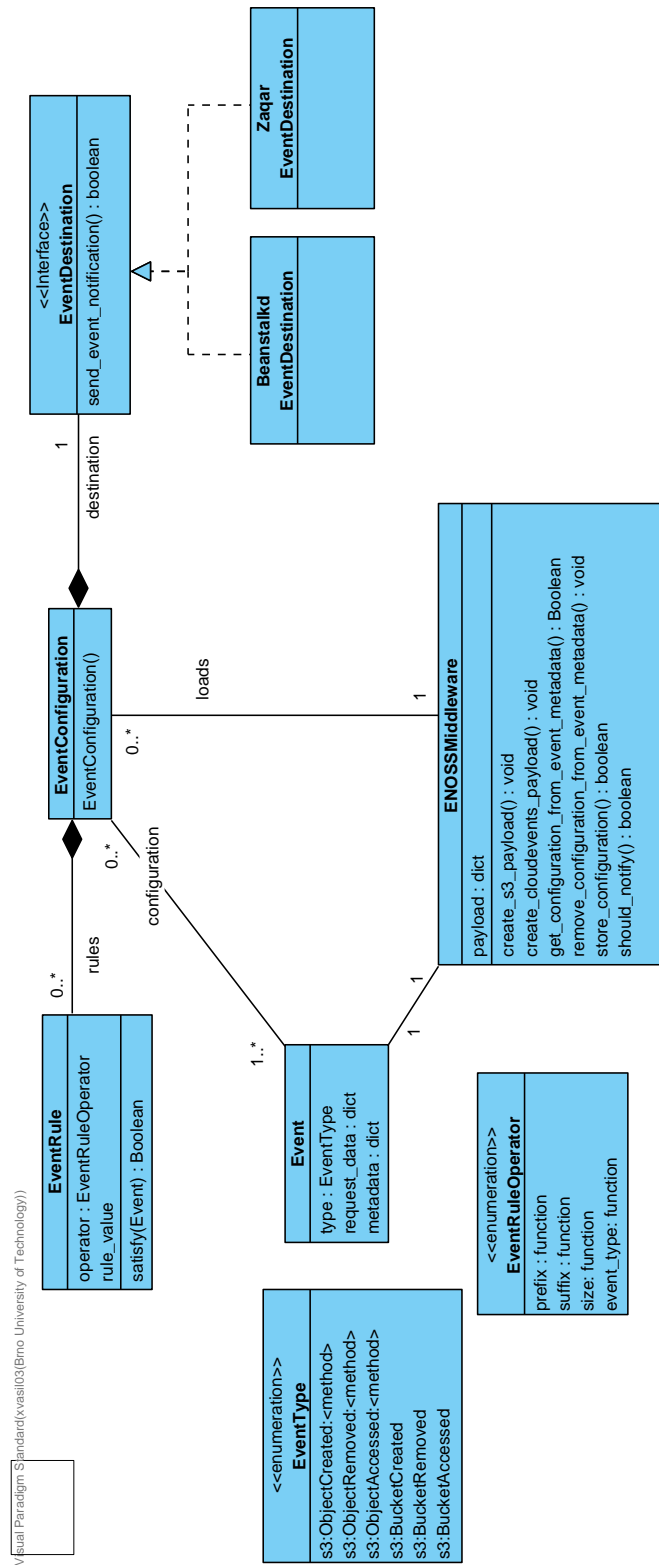 Visual Paradigm Standard(xvasil03(Brno University of Technology))
EventRule
operator : EventRuleOperator
rule_value
satisfy(Event) : Boolean
0..*
rules
EventConfiguration
EventConfiguration()
destination
1
<<Interface>>
EventDestination
send_event_notification() : boolean
0..*
configuration
1..*
0..*
loads
1
Beanstalkd
EventDestination
Zaqar
EventDestination
<<enumeration>>
EventType
s3:ObjectCreated:<method>
s3:ObjectRemoved:<method>
s3:ObjectAccessed:<method>
s3:BucketCreated
s3:BucketRemoved
s3:BucketAccessed
Event
type : EventType
request_data : dict
metadata : dict
1
1
ENOSSMiddleware
payload : dict
create_s3_payload() : void
create_cloudevents_payload() : void
get_configuration_from_event_metadata() : Boolean
remove_configuration_from_event_metadata() : void
store_configuration() : boolean
should_notify() : boolean
<<enumeration>>
EventRuleOperator
prefix : function
suffix : function
size: function
event_type: function